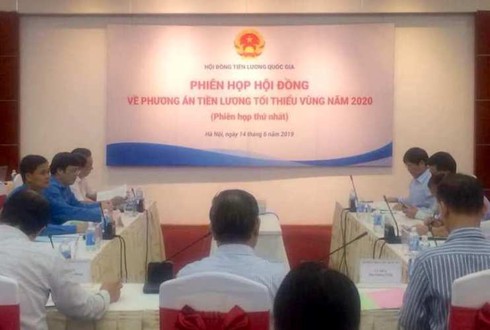 HỘI ĐỒNG TIỀN LƯƠNG QUỐC GIA
PHIÊN HỌP HỘI ĐỒNG
VỀ PHƯƠNG ÁN TIỀN LƯƠNG TỐI THIỂU VÙNG NĂM 2020
(Phiên họp thứ nhất)
Hà Nội, ngày 14 tháng 6 năm 2019